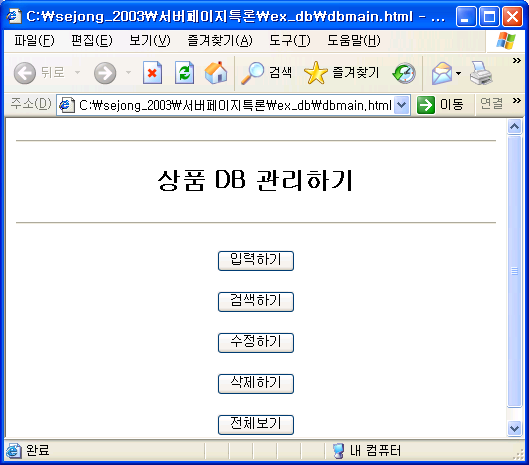 C:₩sejong_2003₩서버페이지특론₩ex_db₩dbmain.html - ...
파일(F) 편집(E) 보기(V) 즐겨찾기(A) 도구(T) 도움말(H) »
뒤로 검색 즐겨찾기 »
주소(D) C:₩sejong_2003₩서버페이지특론₩ex_db₩dbmain.html 이동 연결 »
상품 DB 관리하기
입력하기
검색하기
수정하기
삭제하기
전체보기
완료 내 컴퓨터